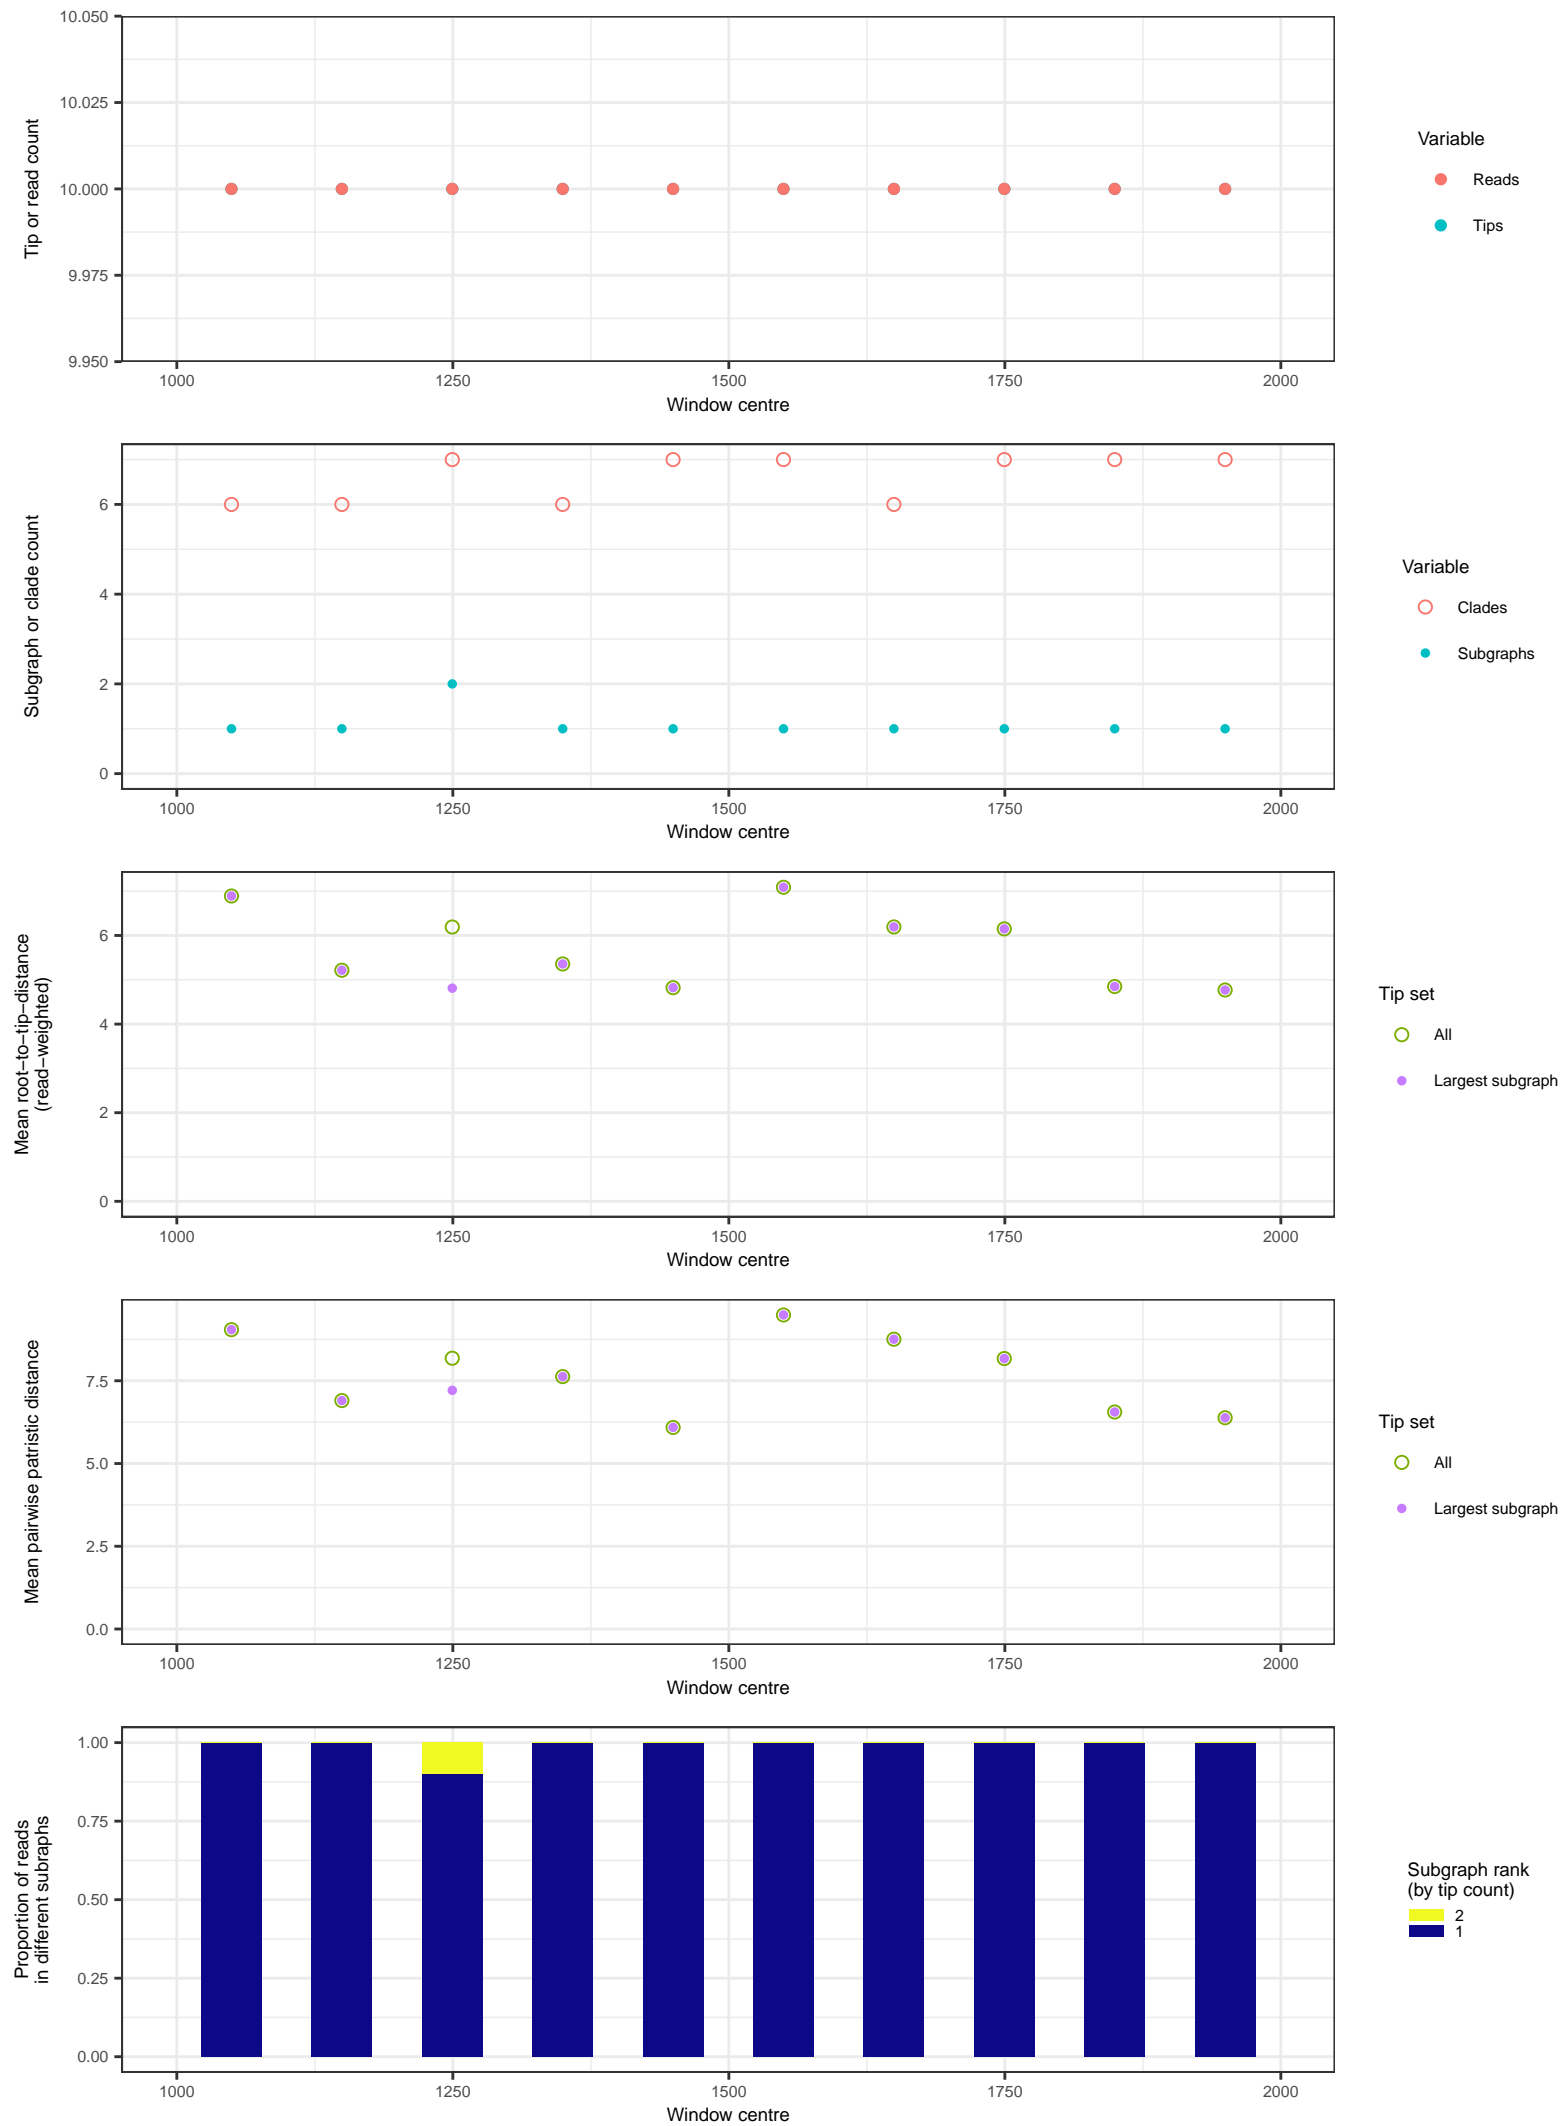 10.050
10.025
10.000
9.975
9.950
Tip or read count
1000 1250 1500 1750 2000
Window centre
Variable
Reads
Tips
6
4
2
0
Subgraph or clade count
1000 1250 1500 1750 2000
Window centre
Variable
Clades
Subgraphs
6
4
2
0
Mean root−to−tip−distance
(read−weighted)
1000 1250 1500 1750 2000
Window centre
Tip set
All
Largest subgraph
7.5
5.0
2.5
0.0
Mean pairwise patristic distance
1000 1250 1500 1750 2000
Window centre
Tip set
All
Largest subgraph
1.00
0.75
0.50
0.25
0.00
Proportion of reads
in different subraphs
1000 1250 1500 1750 2000
Window centre
Subgraph rank
(by tip count)
2
1